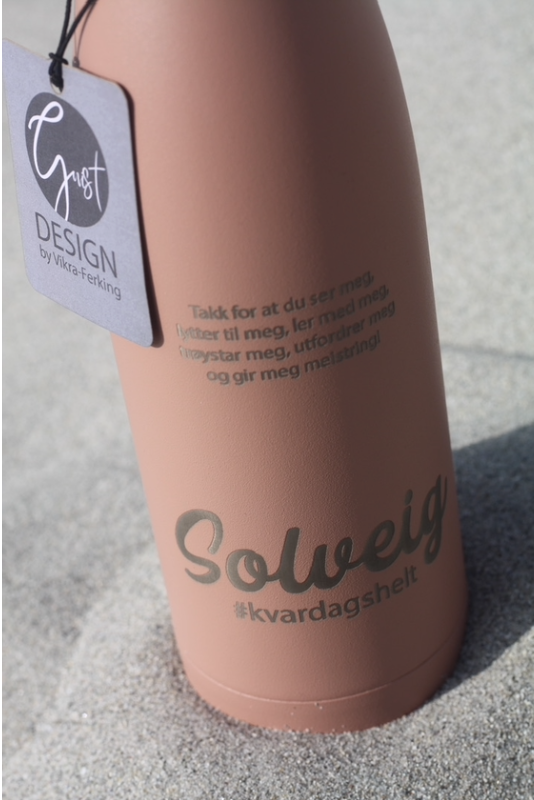 Gust
DESIGN
by Vikra-Ferking
Takk for at du ser meg,
lytter til meg, ler med meg,
trøystar meg, utfordrer meg
og gir meg meistring!
Solveig
#kvardagshelt